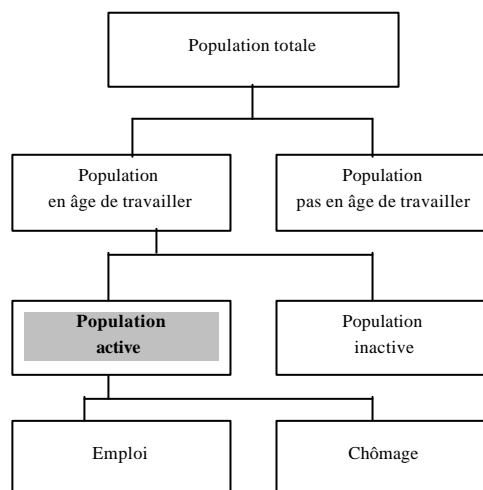 Population totale
Population
en âge de travailler
Population
pas en âge de travailler
Population
active
Population
inactive
Emploi
Chômage